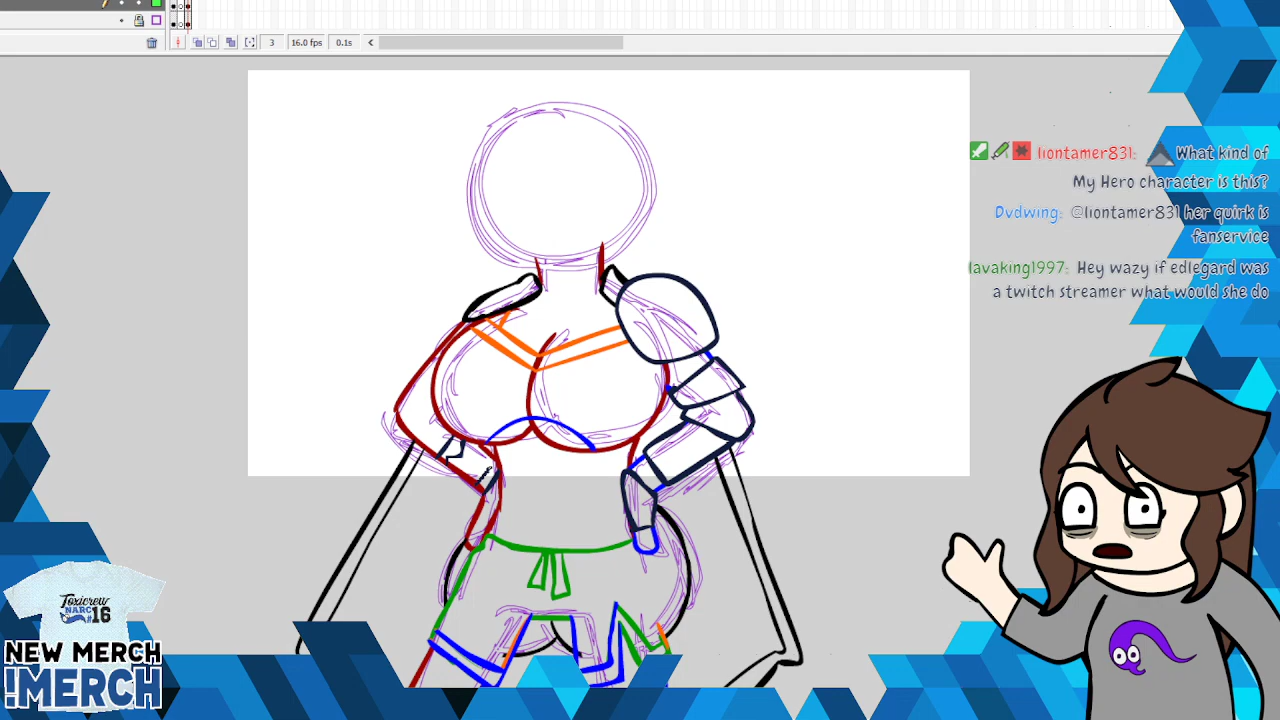 3 16.0 fps 0.1s
liontamer831: What kind of
My Hero character is this?
Dvdwing: @liontamer831 her quirk is
fanservice
lavaking1997: Hey wazy if edlegard was
a twitch streamer what would she do
Toxicrew
NARC
#16
NEW MERCH
!MERCH